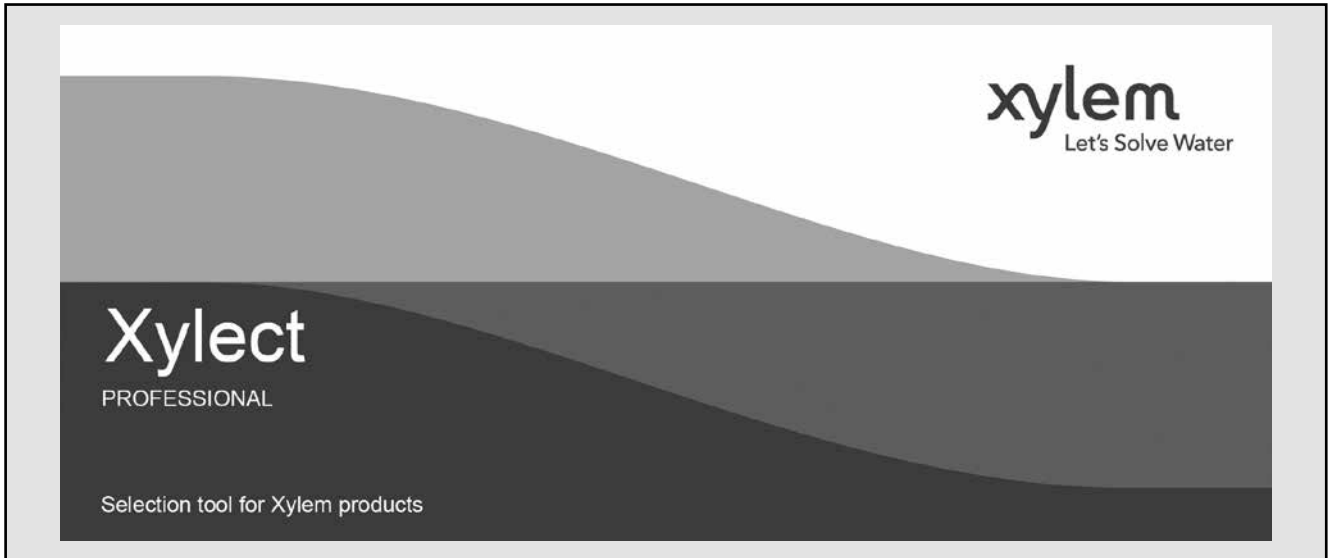 xylem
Let's Solve Water
Xylect
PROFESSIONAL
Selection tool for Xylem products